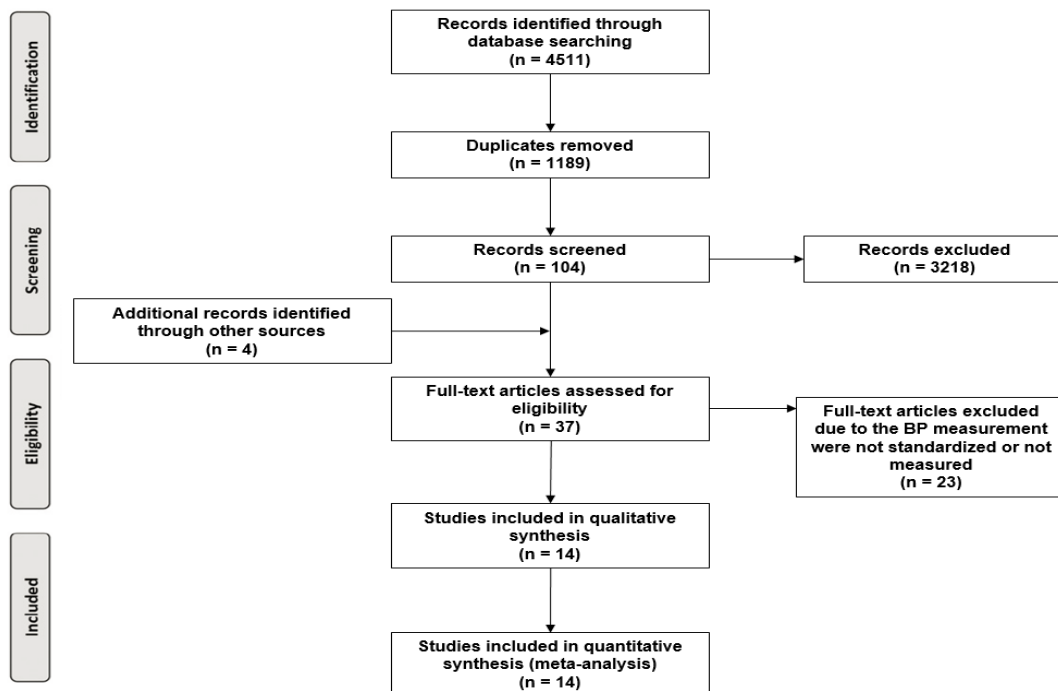 Identification
Records identified through
database searching
(n = 4511)
Duplicates removed
(n = 1189)
Screening
Records screened
(n = 104)
Records excluded
(n = 3218)
Additional records identified
through other sources
(n = 4)
Eligibility
Full-text articles assessed for
eligibility
(n = 37)
Full-text articles excluded
due to the BP measurement
were not standardized or not
measured
(n = 23)
Studies included in qualitative
synthesis
(n = 14)
Included
Studies included in quantitative
synthesis (meta-analysis)
(n = 14)